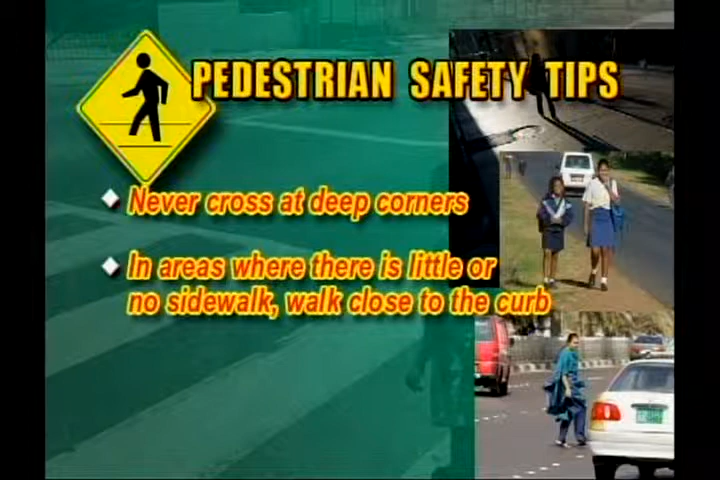 PEDESTRIAN SAFETY TIPS
Never cross at deep corners
In areas where there is little or
no sidewalk, walk close to the curb